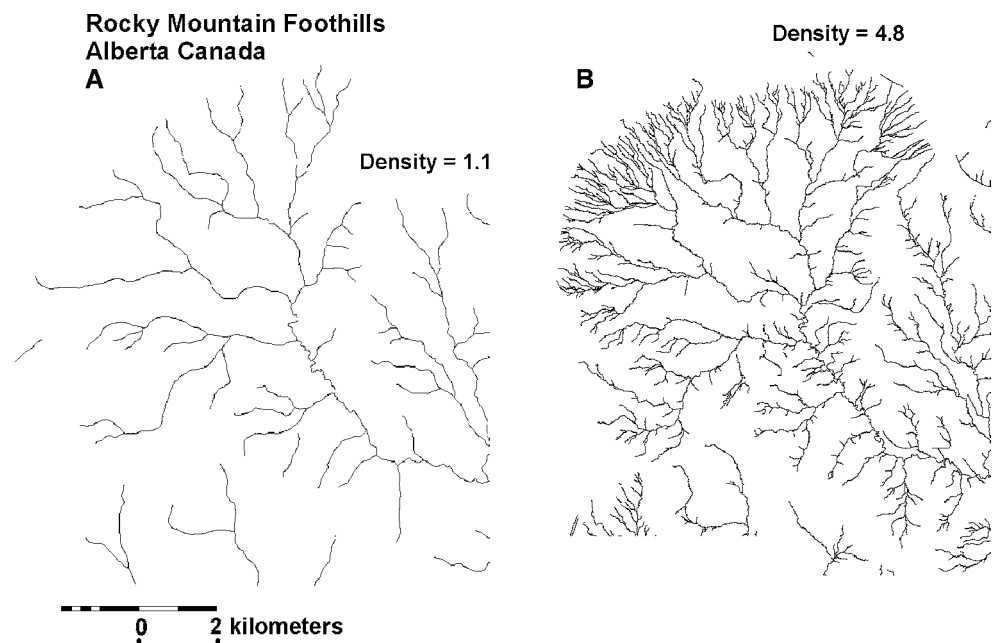 Rocky Mountain Foothills
Alberta Canada
A
Density = 1.1
Density = 4.8
B
0 2 kilometers